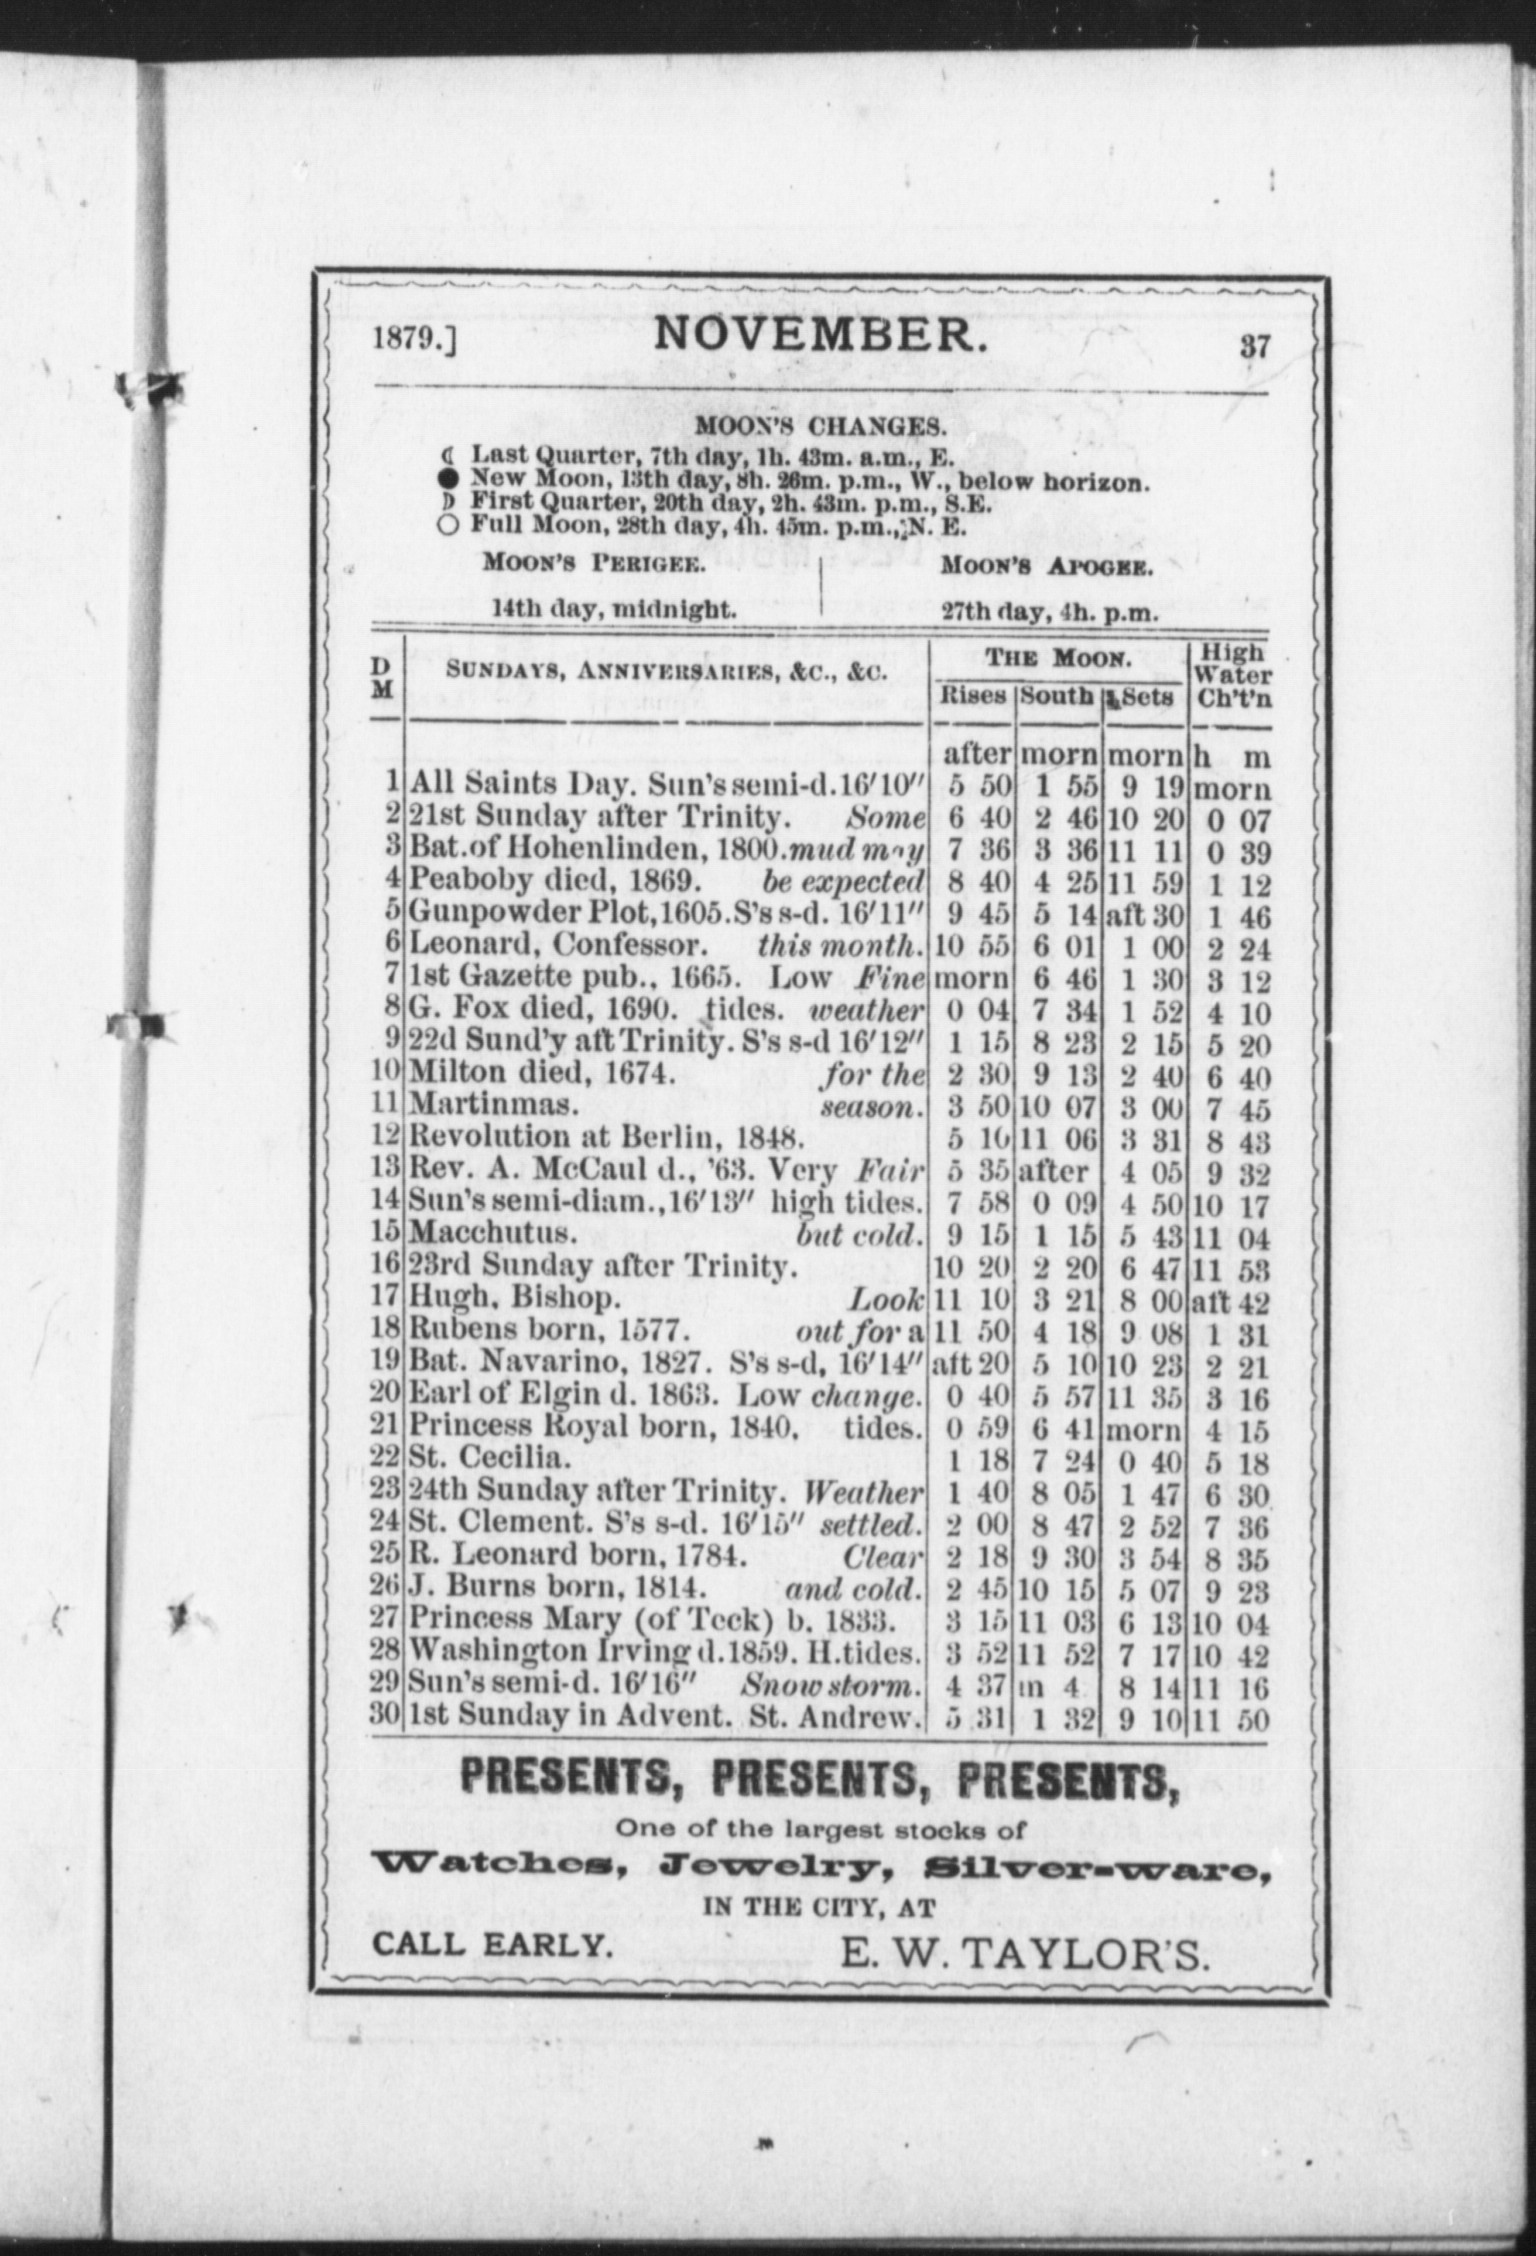 1879.] NOVEMBER. 37
MOON'S CHANGES.
Last Quarter, 7th day, 1h. 43m. a.m., E.
New Moon, 13th day, 8h. 26m. p.m., W., below horizon.
First Quarter, 20th day, 2h. 43m. p.m., S.E.
Full Moon, 28th day, 4h. 45m. p.m., N. E.
MOON'S PERIGEE. MOON'S APOGEE.
14th day, midnight. 27th day, 4h. p.m.
D M SUNDAYS, ANNIVERSARIES, &C., &C. THE MOON. High Water Ch't'n
Rises South Sets
after morn morn h m
1 All Saints Day. Sun's semi-d. 16'10" 5 50 1 55 9 19 morn
2 21st Sunday after Trinity. Some 6 40 2 46 10 20 0 07
3 Bat. of Hohenlinden, 1800. mud may 7 36 3 36 11 11 0 39
4 Peaboby died, 1869. be expected 8 40 4 25 11 59 1 12
5 Gunpowder Plot, 1605. S's s-d. 16'11" 9 45 5 14 aft 30 1 46
6 Leonard, Confessor. this month. 10 55 6 01 1 00 2 24
7 1st Gazette pub., 1665. Low Fine morn 6 46 1 30 3 12
8 G. Fox died, 1690. tides. weather 0 04 7 34 1 52 4 10
9 22d Sund'y aft Trinity. S's s-d 16'12" 1 15 8 23 2 15 5 20
10 Milton died, 1674. for the 2 30 9 13 2 40 6 40
11 Martinmas. season. 3 50 10 07 3 00 7 45
12 Revolution at Berlin, 1848. 5 10 11 06 3 31 8 43
13 Rev. A. McCaul d., '63. Very Fair 5 35 after 4 05 9 32
14 Sun's semi-diam., 16'13" high tides. 7 58 0 09 4 50 10 17
15 Macchutus. but cold. 9 15 1 15 5 43 11 04
16 23rd Sunday after Trinity. 10 20 2 20 6 47 11 53
17 Hugh, Bishop. Look 11 10 3 21 8 00 aft 42
18 Rubens born, 1577. out for a 11 50 4 18 9 08 1 31
19 Bat. Navarino, 1827. S's s-d, 16'14" aft 20 5 10 10 23 2 21
20 Earl of Elgin d. 1863. Low change. 0 40 5 57 11 35 3 16
21 Princess Royal born, 1840. tides. 0 59 6 41 morn 4 15
22 St. Cecilia. 1 18 7 24 0 40 5 18
23 24th Sunday after Trinity. Weather 1 40 8 05 1 47 6 30
24 St. Clement. S's s-d. 16'15" settled. 2 00 8 47 2 52 7 36
25 R. Leonard born, 1784. Clear 2 18 9 30 3 54 8 35
26 J. Burns born, 1814. and cold. 2 45 10 15 5 07 9 23
27 Princess Mary (of Teck) b. 1833. 3 15 11 03 6 13 10 04
28 Washington Irving d. 1859. H. tides. 3 52 11 52 7 17 10 42
29 Sun's semi-d. 16'16" Snow storm. 4 37 m 4 8 14 11 16
30 1st Sunday in Advent. St. Andrew. 5 31 1 32 9 10 11 50
PRESENTS, PRESENTS, PRESENTS,
One of the largest stocks of
Watches, Jewelry, Silver-ware,
IN THE CITY, AT
CALL EARLY. E. W. TAYLOR'S.